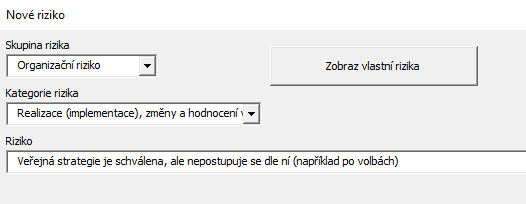 Nové riziko
Skupina rizika
Organizační riziko
Zobraz vlastní rizika
Kategorie rizika
Realizace (implementace), změny a hodnocení
Riziko
Veřejná strategie je schválena, ale nepostupuje se dle ní (například po volbách)